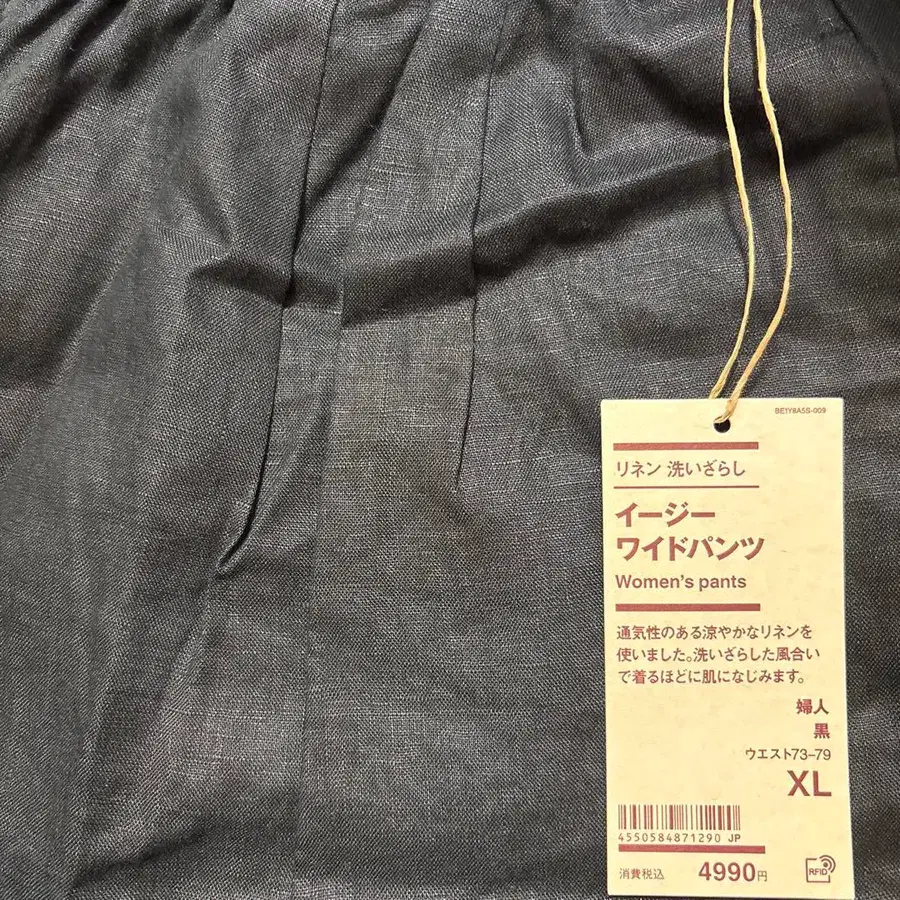 BE1Y8A5S-009
リネン 洗いざらし
イージー
ワイドパンツ
Women's pants
通気性のある涼やかなリネンを
使いました。洗いざらした風合い
で着るほどに肌になじみます。
婦人
黒
ウエスト73-79
XL
4550584871290 JP
消費税込 4990円
RFID